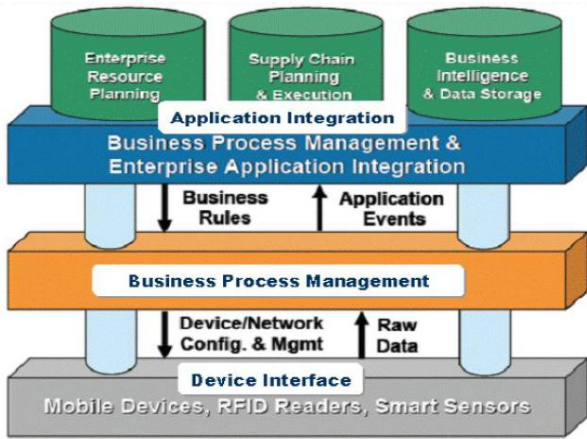 Enterprise
Resource
Planning
Supply Chain
Planning
& Execution
Business
Intelligence
& Data Storage
Application Integration
Business Process Management &
Enterprise Application Integration
Business
Rules
Application
Events
Business Process Management
Device/Network
Config. & Mgmt
Raw
Data
Device Interface
Mobile Devices, RFID Readers, Smart Sensors